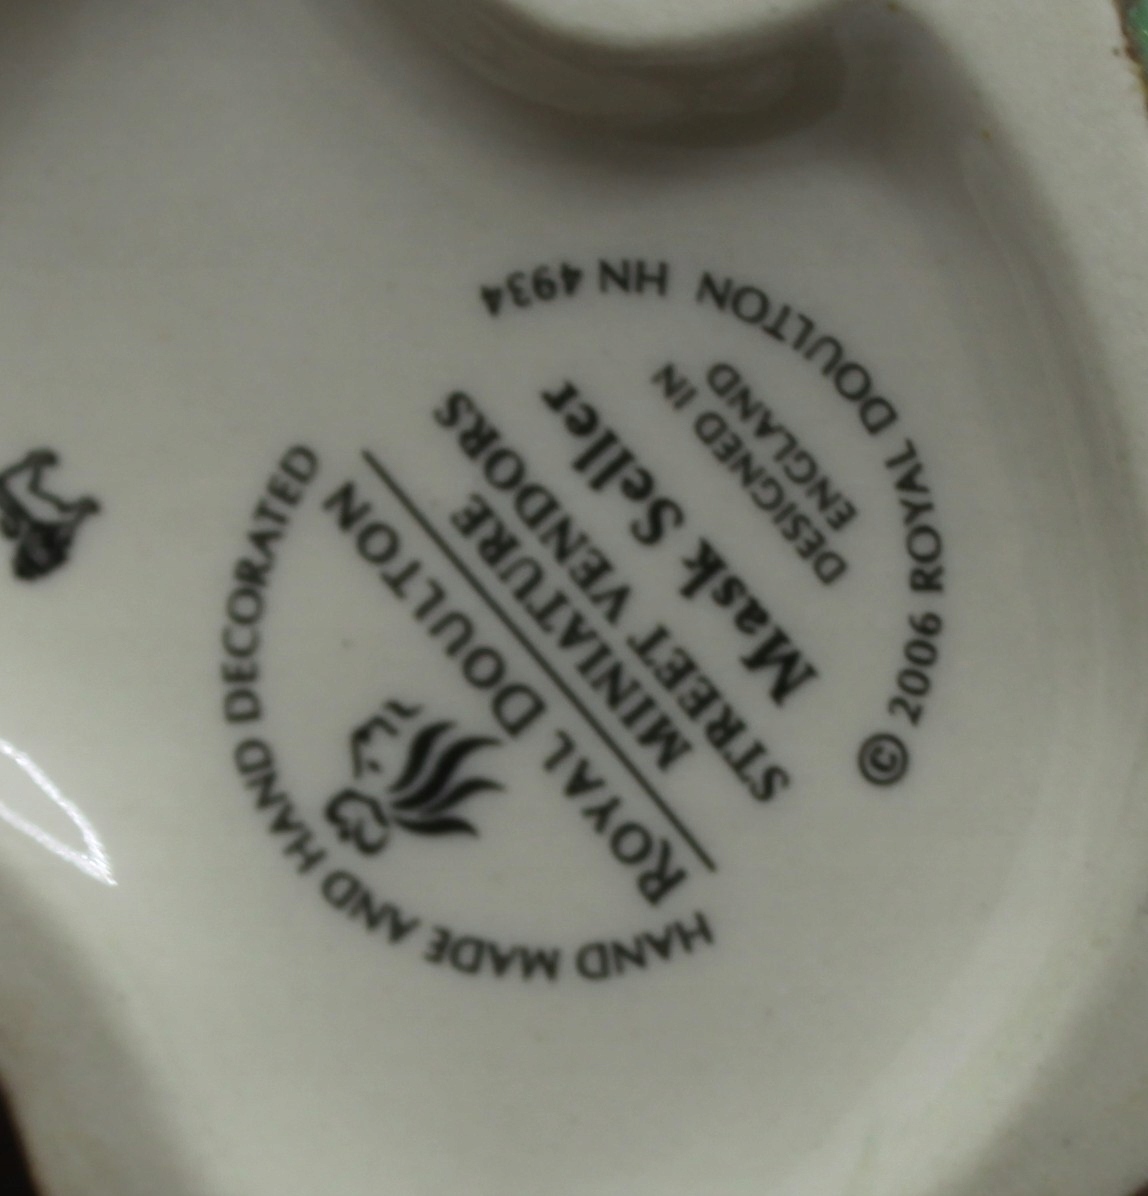 HAND MADE AND HAND DECORATED
ROYAL DOULTON
MINIATURE
STREET VENDORS
Mask Seller
DESIGNED IN
ENGLAND
© 2006 ROYAL DOULTON HN 4934